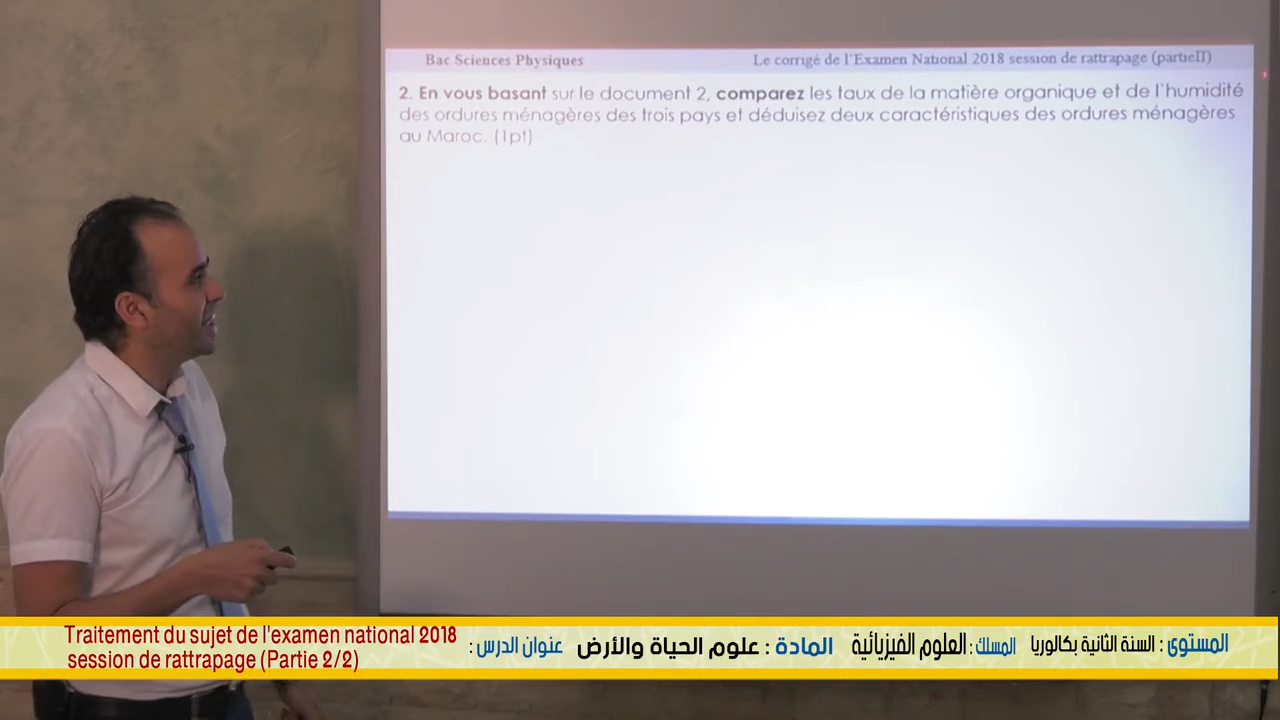 Bac Sciences Physiques
Le corrigé de l'Examen National 2018 session de rattrapage (partieII)
2. En vous basant sur le document 2, comparez les taux de la matière organique et de l'humidité
des ordures ménagères des trois pays et déduisez deux caractéristiques des ordures ménagères
au Maroc. (1pt)
المستوى : السنة الثانية بكالوريا المسلك : العلوم الفيزيائية المادة : علوم الحياة والأرض عنوان الدرس :
Traitement du sujet de l'examen national 2018
session de rattrapage (Partie 2/2)